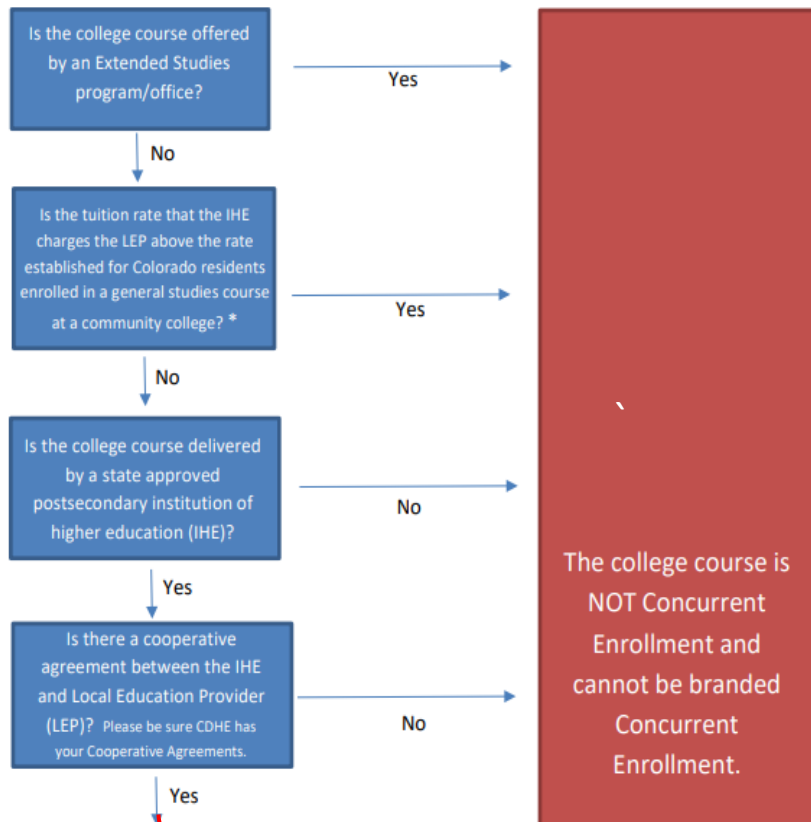 Is the college course offered
by an Extended Studies
program/office?
Yes
No
Is the tuition rate that the IHE
charges the LEP above the rate
established for Colorado residents
enrolled in a general studies course
at a community college? *
Yes
No
Is the college course delivered
by a state approved
postsecondary institution of
higher education (IHE)?
No
Yes
Is there a cooperative
agreement between the IHE
and Local Education Provider
(LEP)? Please be sure CDHE has
your Cooperative Agreements.
No
Yes
`
The college course is
NOT Concurrent
Enrollment and
cannot be branded
Concurrent
Enrollment.